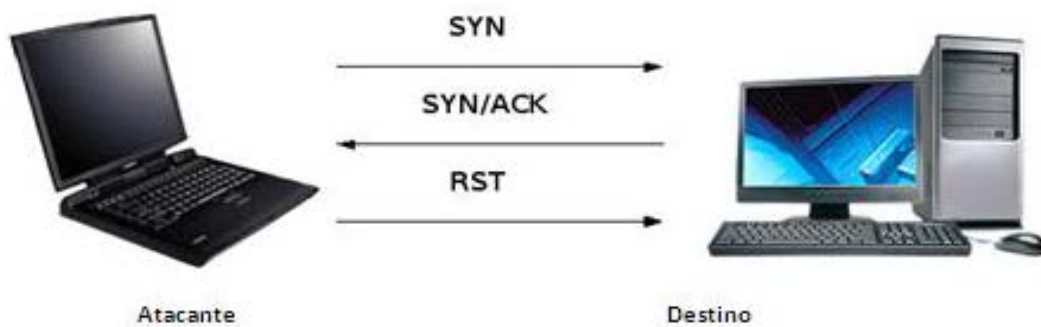 SYN
SYN/ACK
RST
Atacante
Destino